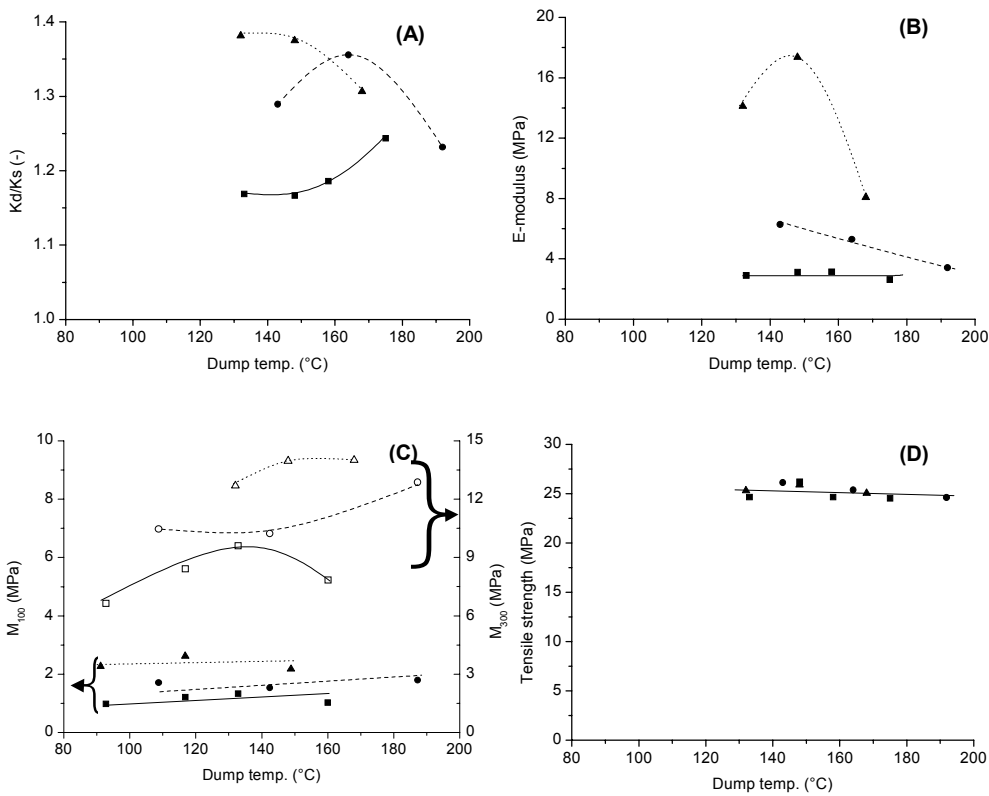 (A)
1.4
1.3
1.2
1.1
1.0
Kd/Ks (-)
80 100 120 140 160 180 200
Dump temp. (°C)
(B)
20
16
12
8
4
0
E-modulus (MPa)
80 100 120 140 160 180 200
Dump temp. (°C)
(C)
10
8
6
4
2
0
M100 (MPa)
15
12
9
6
3
0
M300 (MPa)
80 100 120 140 160 180 200
Dump temp. (°C)
(D)
30
25
20
15
10
5
0
Tensile strength (MPa)
80 100 120 140 160 180 200
Dump temp. (°C)